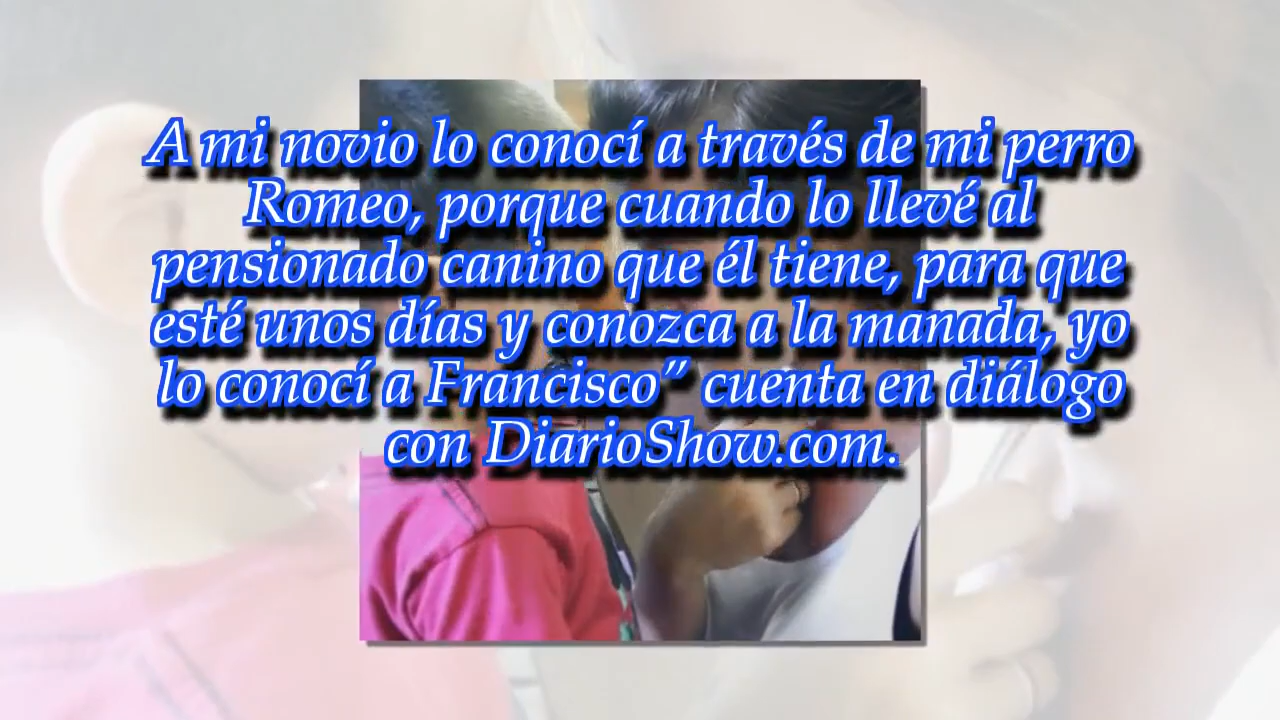 A mi novio lo conocí a través de mi perro
Romeo, porque cuando lo llevé al
pensionado canino que él tiene, para que
esté unos días y conozca a la manada, yo
lo conocí a Francisco” cuenta en diálogo
con DiarioShow.com.